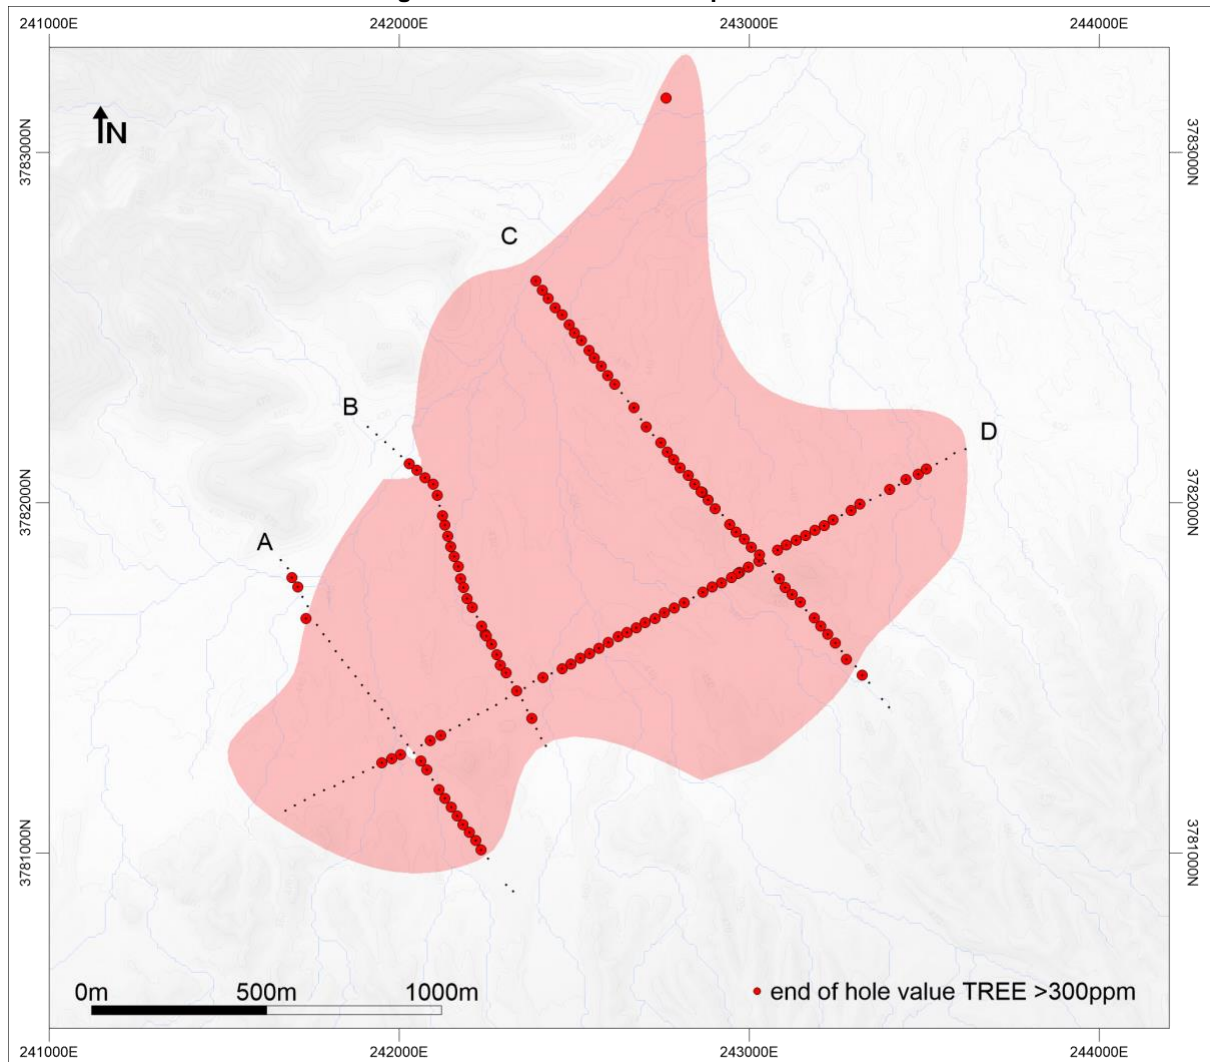 241000E 242000E 243000E 244000E
N
3783000N 3783000N
C
B
D
3782000N 3782000N
A
3781000N 3781000N
0m 500m 1000m
end of hole value TREE >300ppm
241000E 242000E 243000E 244000E